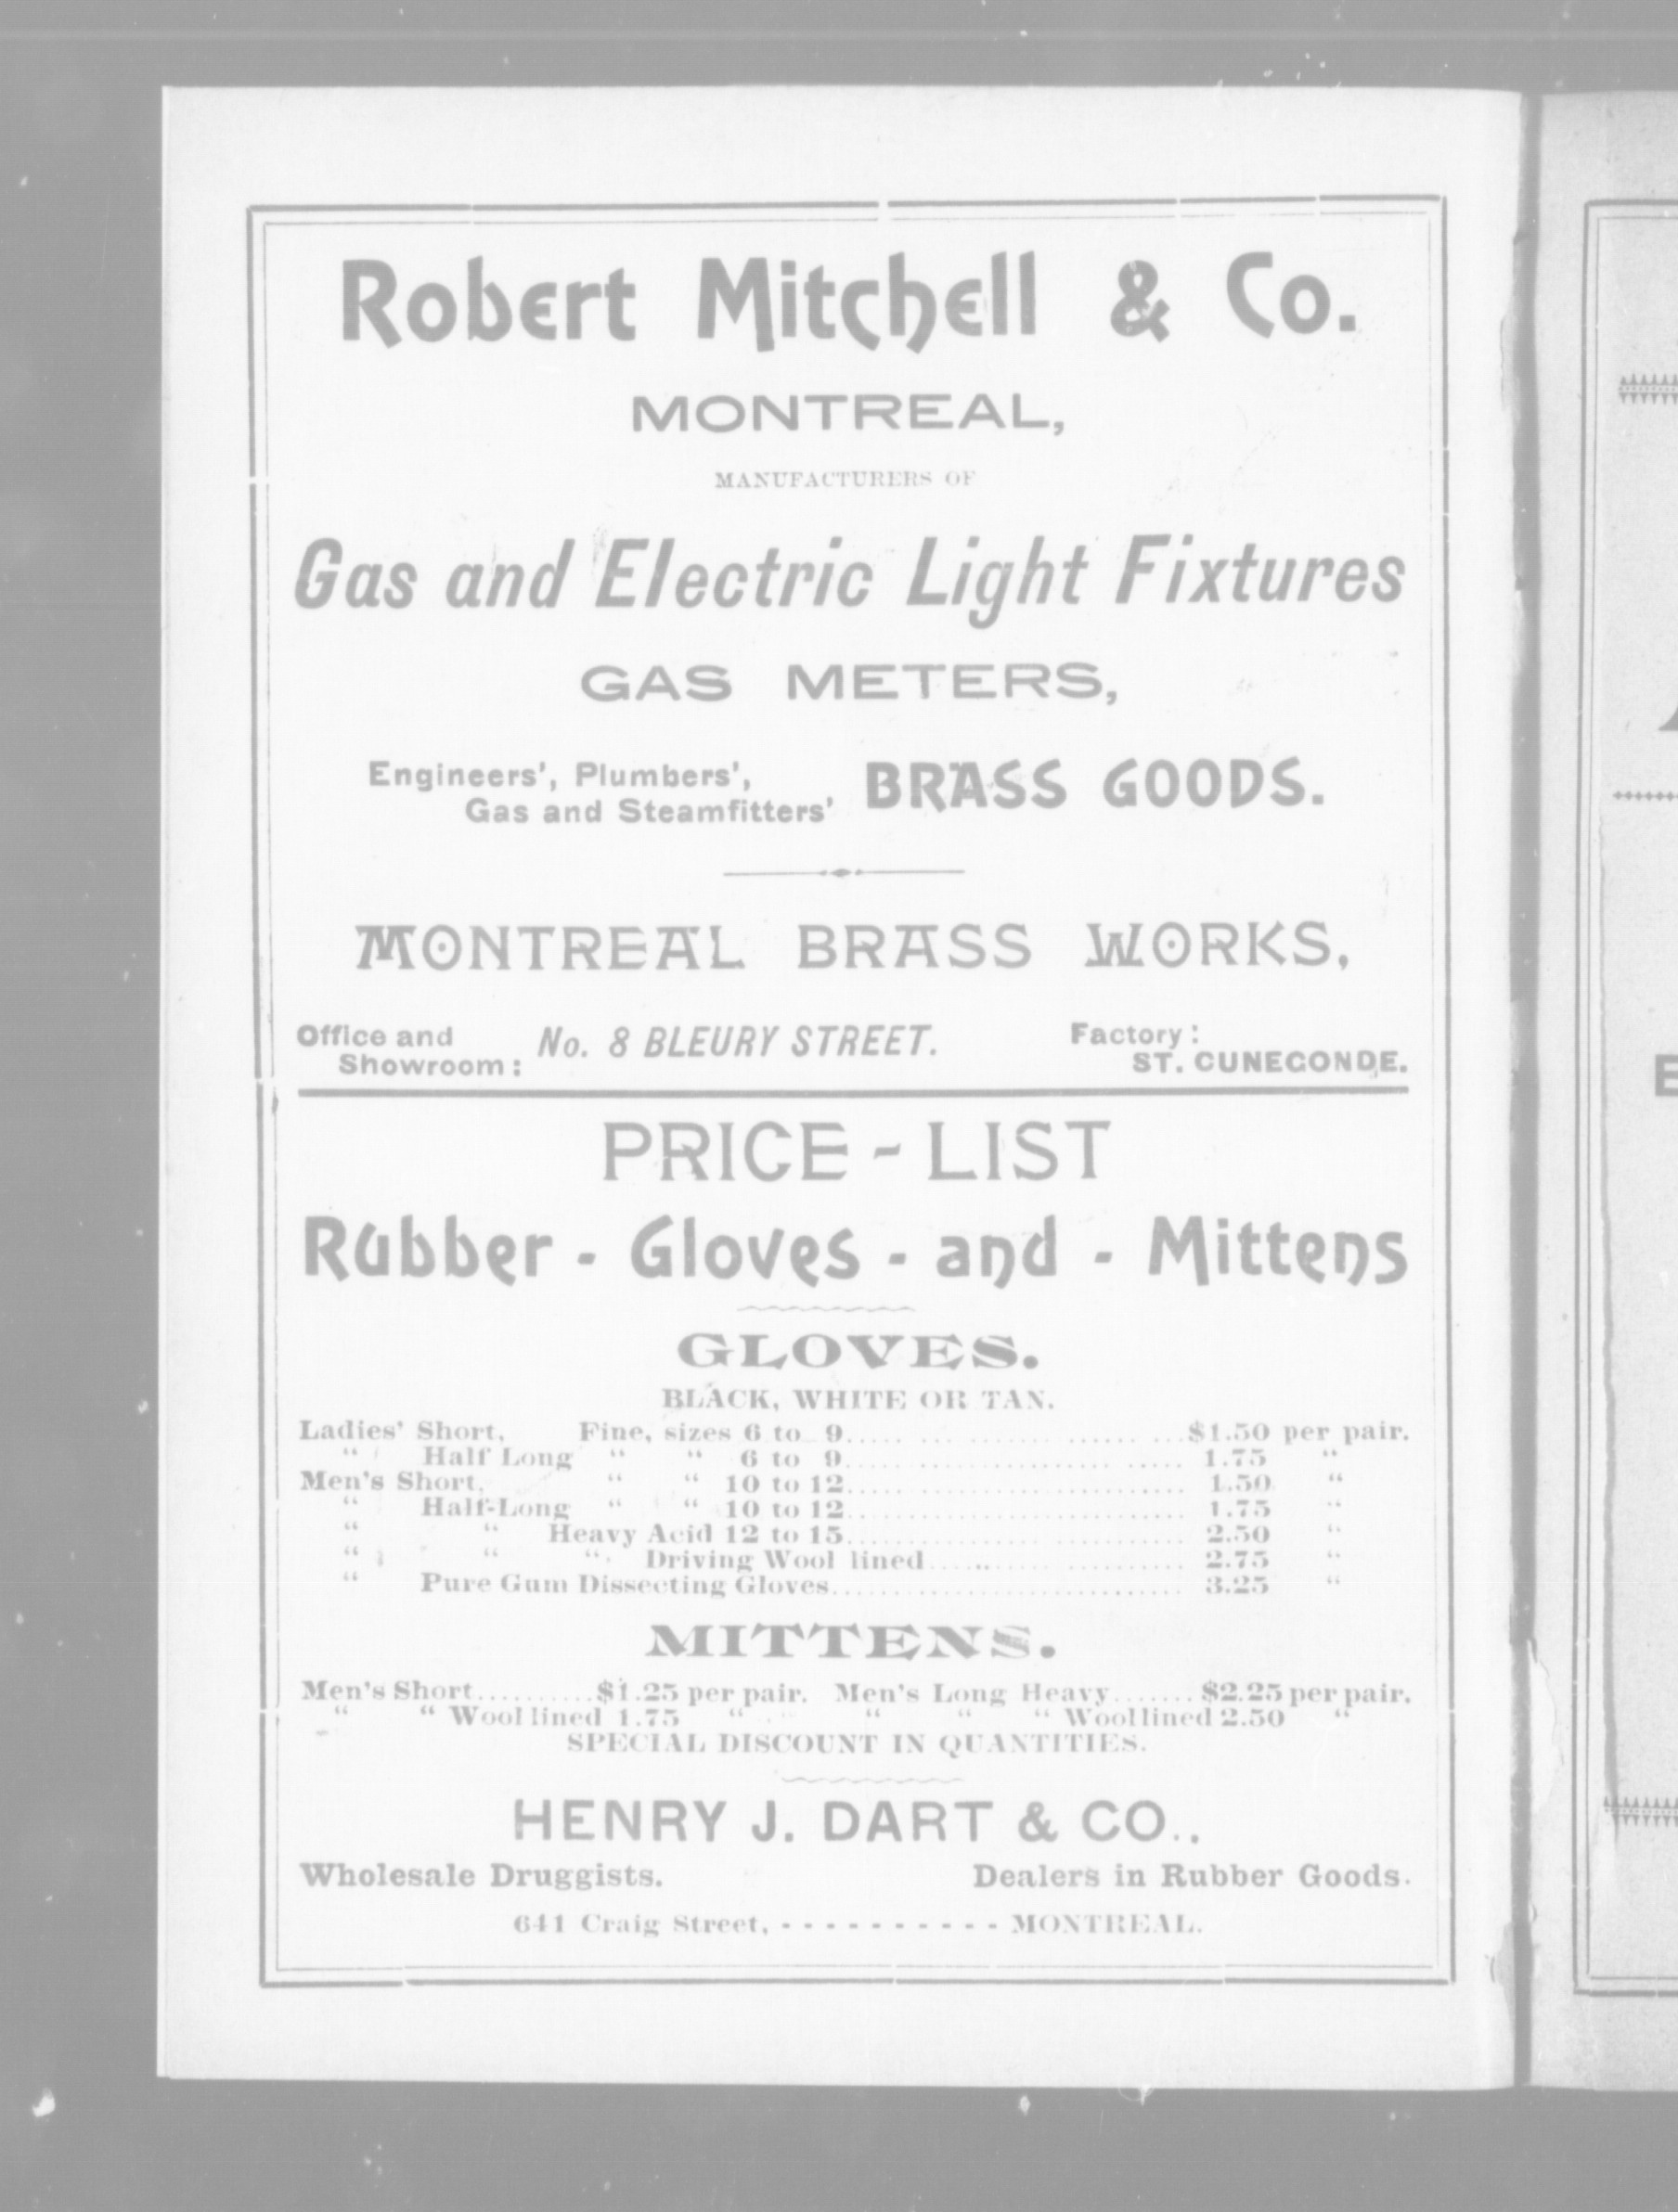 Robert Mitchell & Co.
MONTREAL,
MANUFACTURERS OF
Gas and Electric Light Fixtures
GAS METERS,
Engineers', Plumbers',
Gas and Steamfitters' BRASS GOODS.
MONTREAL BRASS WORKS,
Office and
Showroom: No. 8 BLEURY STREET. Factory:
ST. CUNEGONDE.
PRICE-LIST
Rubber - Gloves - and - Mittens
GLOVES.
BLACK, WHITE OR TAN.
Ladies' Short, Fine, sizes 6 to 9.......... $1.50 per pair.
" Half Long " " 6 to 9.......... 1.75 "
Men's Short, " " 10 to 12.......... 1.50 "
" Half-Long " " 10 to 12.......... 1.75 "
" " Heavy Acid 12 to 15.......... 2.50 "
" " " Driving Wool lined.......... 2.75 "
" Pure Gum Dissecting Gloves.......... 3.25 "
MITTENS.
Men's Short..........$1.25 per pair. Men's Long Heavy.......$2.25 per pair.
" " Wool lined 1.75 " " " " Wool lined 2.50 "
SPECIAL DISCOUNT IN QUANTITIES.
HENRY J. DART & CO.,
Wholesale Druggists. Dealers in Rubber Goods.
641 Craig Street, - - - - - - - - - - MONTREAL.